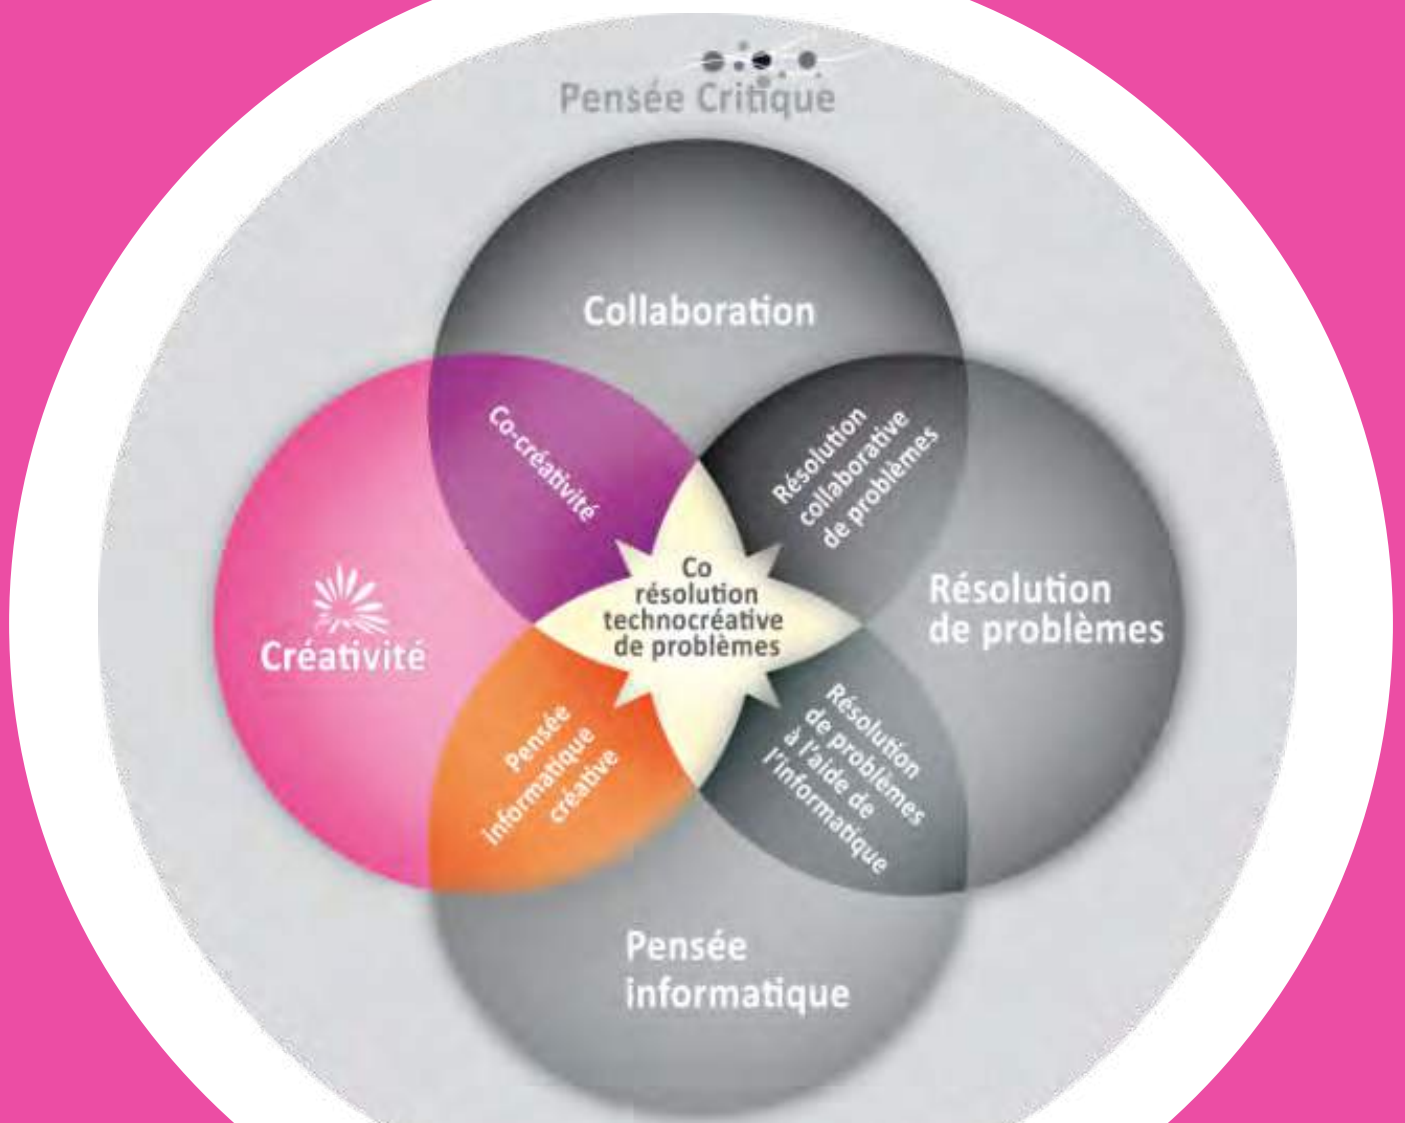 Pensée Critique
Collaboration
Co-créativité
Résolution
collaborative
de problèmes
Créativité
Co
résolution
technocréative
de problèmes
Résolution
de problèmes
Pensée
informatique
créative
Résolution
de problèmes
à l'aide de
l'informatique
Pensée
informatique